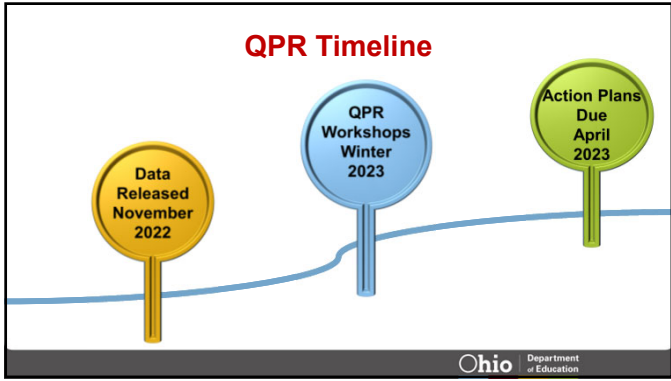 QPR Timeline
Data
Released
November
2022
QPR
Workshops
Winter
2023
Action Plans
Due
April
2023
Ohio
Department
of Education